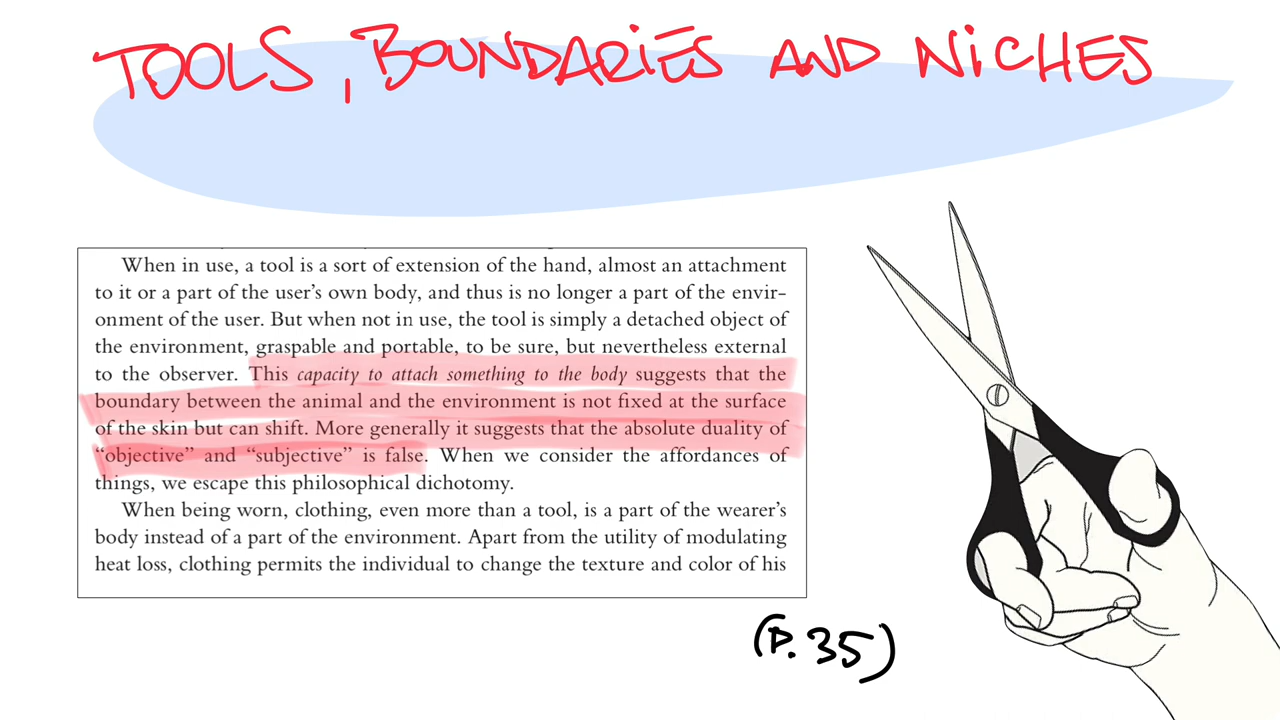 TOOLS, BOUNDARIES AND NICHES
When in use, a tool is a sort of extension of the hand, almost an attachment
to it or a part of the user's own body, and thus is no longer a part of the envir-
onment of the user. But when not in use, the tool is simply a detached object of
the environment, graspable and portable, to be sure, but nevertheless external
to the observer. This capacity to attach something to the body suggests that the
boundary between the animal and the environment is not fixed at the surface
of the skin but can shift. More generally it suggests that the absolute duality of
“objective” and “subjective” is false. When we consider the affordances of
things, we escape this philosophical dichotomy.
When being worn, clothing, even more than a tool, is a part of the wearer's
body instead of a part of the environment. Apart from the utility of modulating
heat loss, clothing permits the individual to change the texture and color of his
(P. 35)